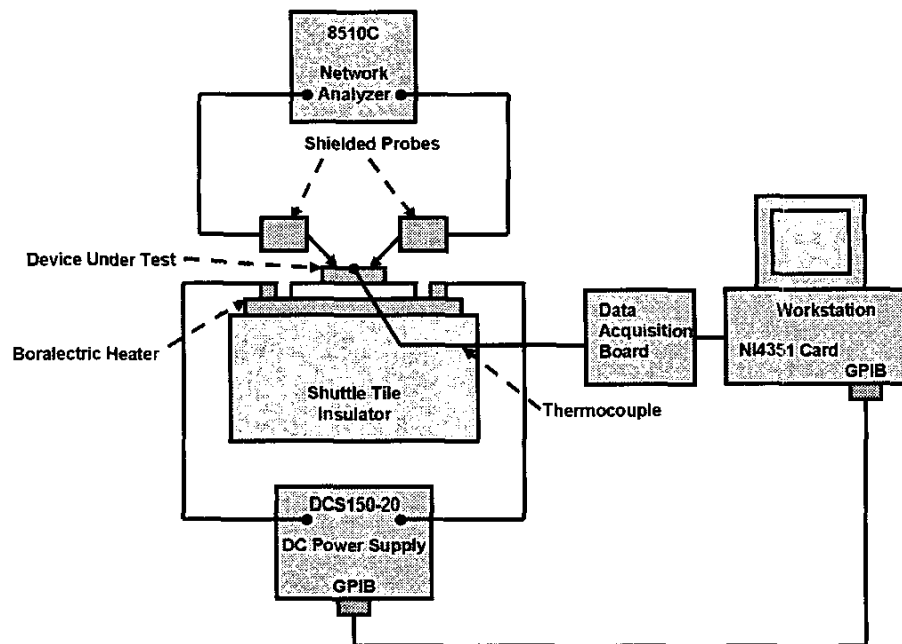 8510C
Network
Analyzer
Shielded Probes
Device Under Test
Boralectric Heater
Shuttle Tile
Insulator
Thermocouple
Data
Acquisition
Board
Workstation
NI4351 Card
GPIB
DCS150-20
DC Power Supply
GPIB